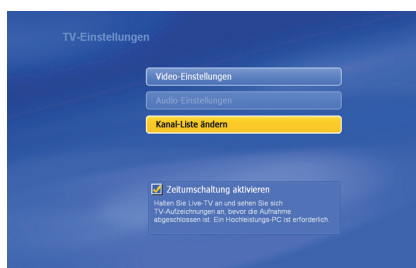 TV-Einstellungen
Video-Einstellungen
Audio-Einstellungen
Kanal-Liste ändern
Zeitumschaltung aktivieren
Halten Sie Live-TV an und sehen Sie sich
TV-Aufzeichnungen an, bevor die Aufnahme
abgeschlossen ist. Ein Hochleistungs-PC ist erforderlich.